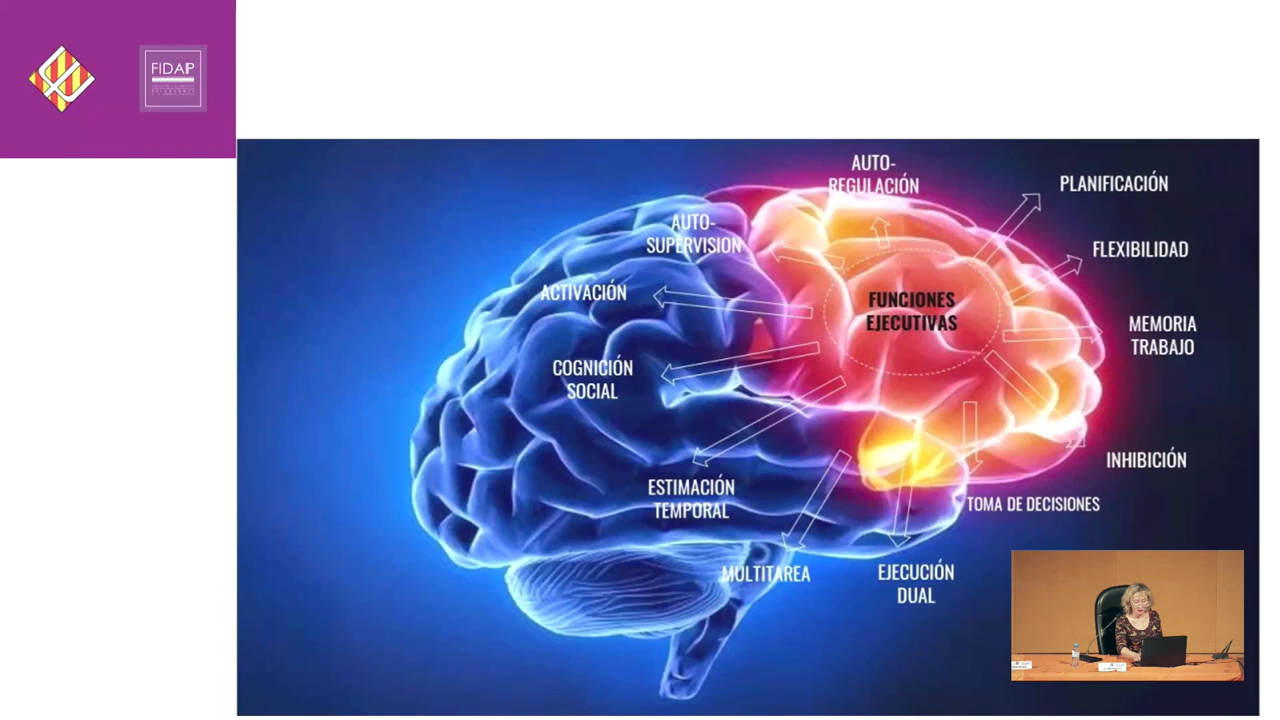 FIDAP
AUTO-
REGULACIÓN
PLANIFICACIÓN
AUTO-
SUPERVISION
FLEXIBILIDAD
ACTIVACIÓN
FUNCIONES
EJECUTIVAS
MEMORIA
TRABAJO
COGNICIÓN
SOCIAL
INHIBICIÓN
ESTIMACIÓN
TEMPORAL
TOMA DE DECISIONES
MULTITAREA
EJECUCIÓN
DUAL